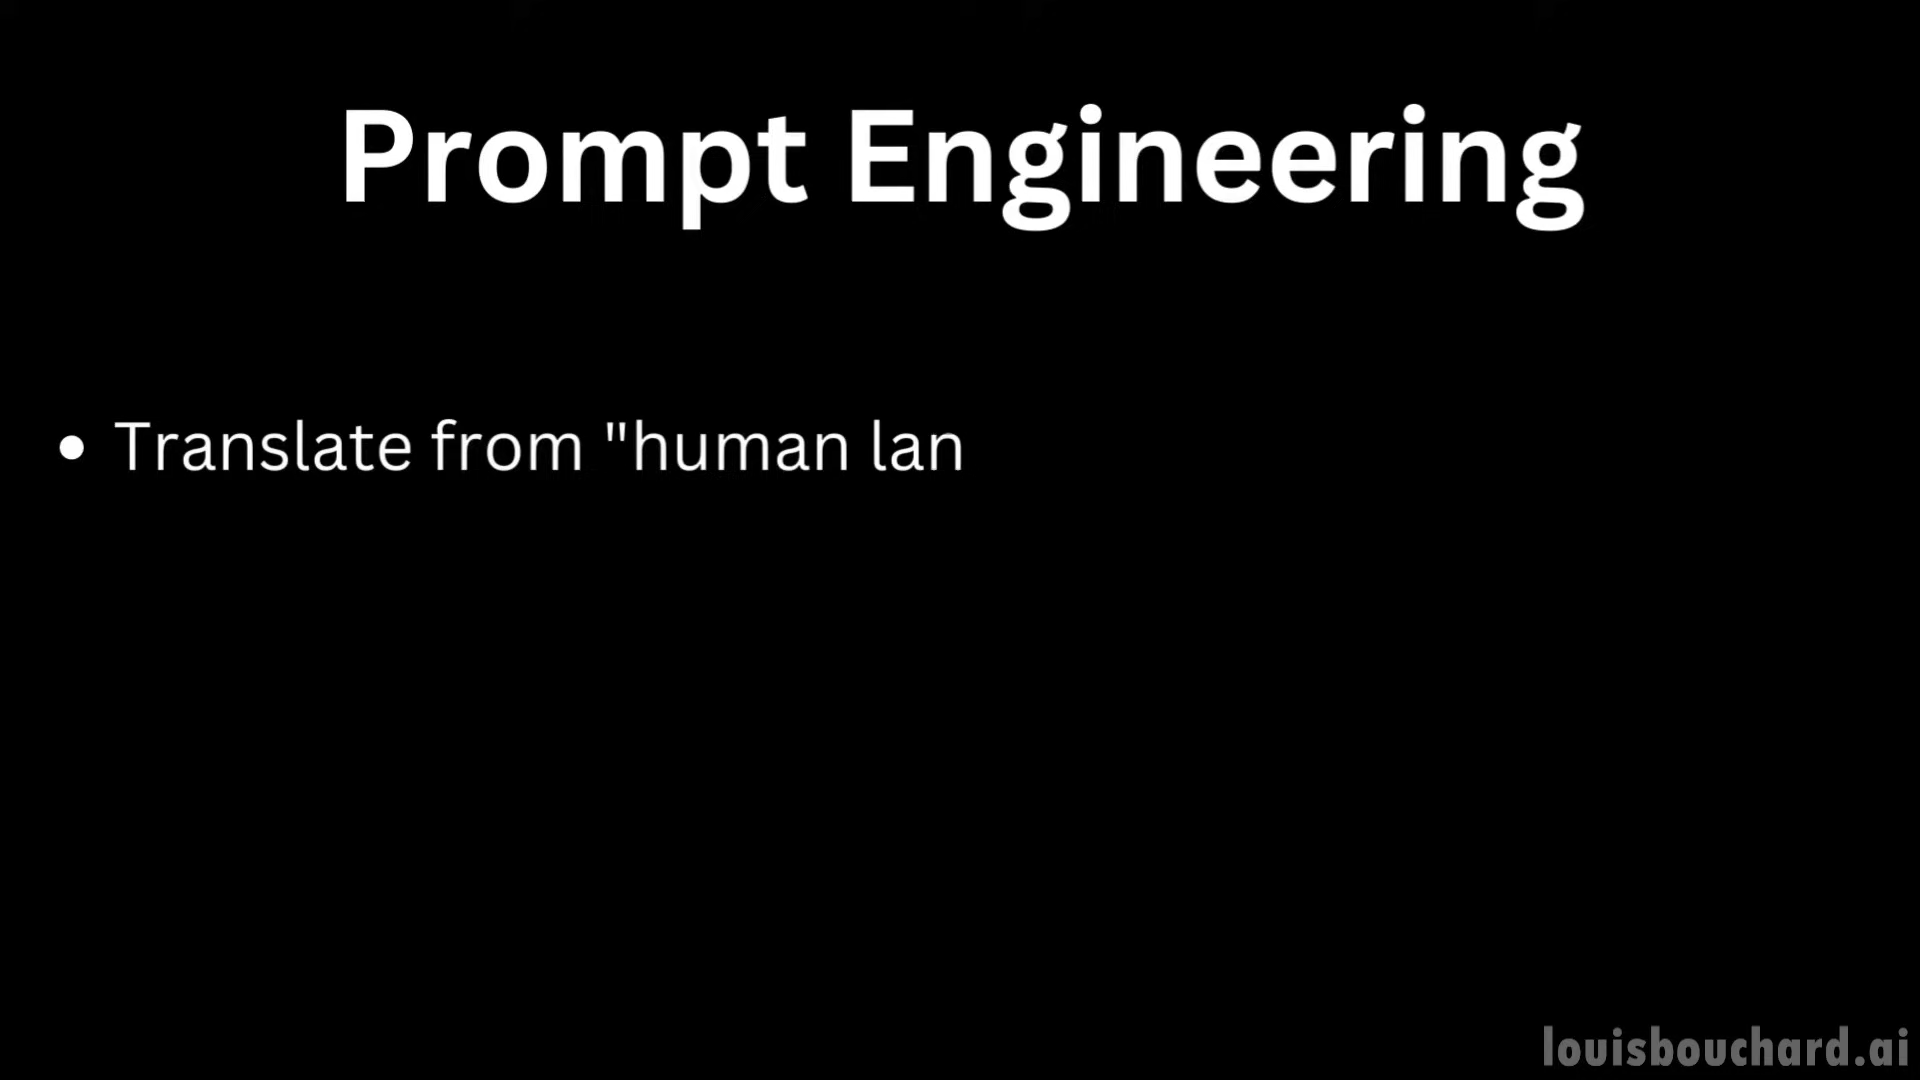 Prompt Engineering
• Translate from "human lan
louisbouchard.ai